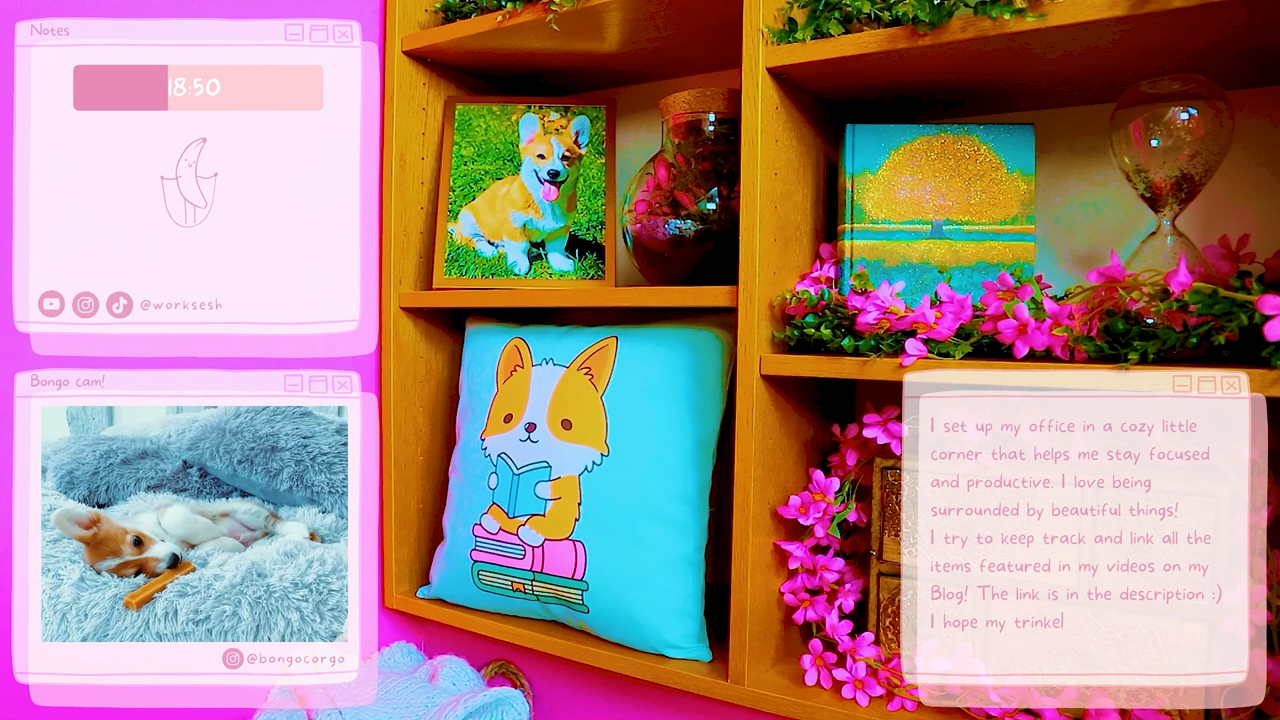 Notes
18:50
@worksesh
Bongo cam!
@bongocorgo
I set up my office in a cozy little
corner that helps me stay focused
and productive. I love being
surrounded by beautiful things!
I try to keep track and link all the
items featured in my videos on my
Blog! The link is in the description :)
I hope my trinkel